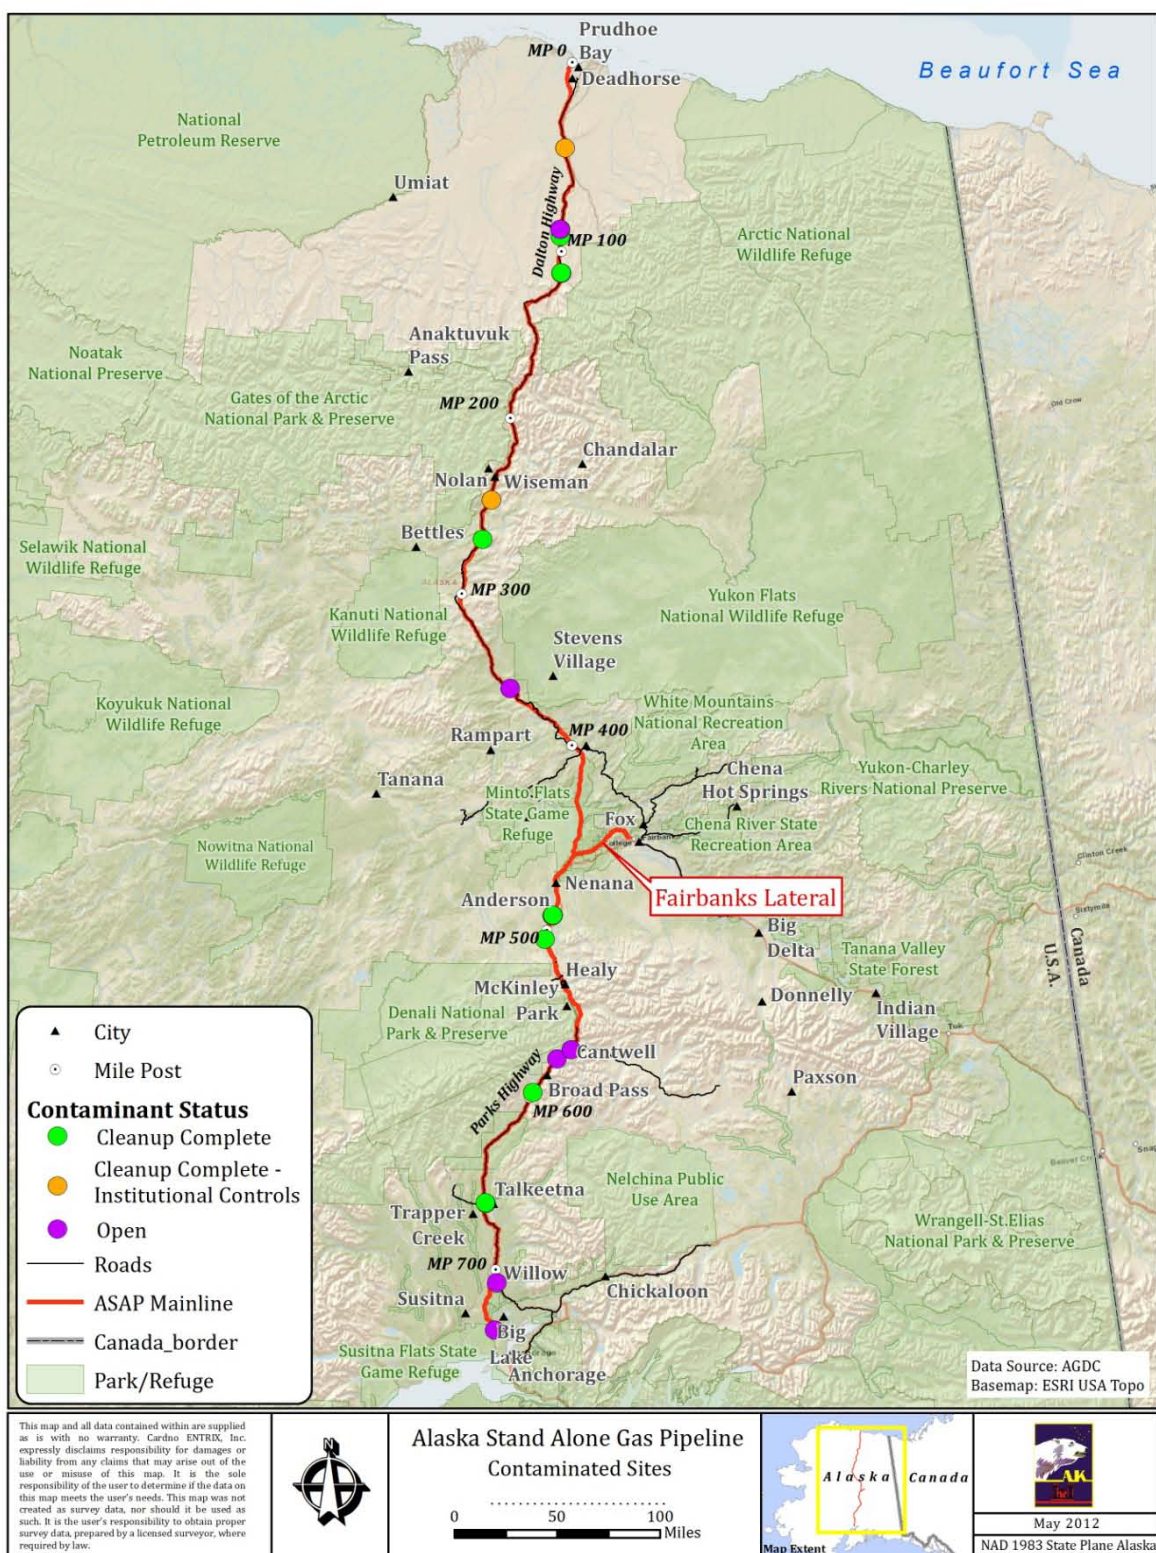 Prudhoe
Bay
MP 0
Deadhorse
Beaufort Sea
National
Petroleum Reserve
Umiat
Dalton Highway
MP 100
Arctic National
Wildlife Refuge
Anaktuvuk
Pass
Noatak
National Preserve
Gates of the Arctic
National Park & Preserve
MP 200
Old Crow
Chandalar
Nolan
Wiseman
Bettles
Selawik National
Wildlife Refuge
ALASKA
MP 300
Kanuti National
Wildlife Refuge
Yukon Flats
National Wildlife Refuge
Stevens
Village
Koyukuk National
Wildlife Refuge
White Mountains
National Recreation
Area
Rampart
MP 400
Tanana
Minto Flats
State Game
Refuge
Chena
Hot Springs
Yukon-Charley
Rivers National Preserve
Fox
Chena River State
Recreation Area
Nowitna National
Wildlife Refuge
Clinton Creek
Nenana
Fairbanks Lateral
Anderson
Sixtymile
MP 500
Big
Delta
Tanana Valley
State Forest
Canada
U.S.A.
Healy
McKinley
Park
Denali National
Park & Preserve
Donnelly
Indian
Village
Tok
Cantwell
Parks Highway
Broad Pass
Paxson
MP 600
Beaver Cr
Snag
Talkeetna
Nelchina Public
Use Area
Trapper
Creek
Wrangell-St.Elias
National Park & Preserve
MP 700
Willow
Chickaloon
Susitna
Big
Lake
Susitna Flats State
Game Refuge
Anchorage
City
Mile Post
Contaminant Status
Cleanup Complete
Cleanup Complete -
Institutional Controls
Open
Roads
ASAP Mainline
Canada_border
Park/Refuge
Data Source: AGDC
Basemap: ESRI USA Topo
This map and all data contained within are supplied
as is with no warranty. Cardno ENTRIX, Inc.
expressly disclaims responsibility for damages or
liability from any claims that may arise out of the
use or misuse of this map. It is the sole
responsibility of the user to determine if the data on
this map meets the user's needs. This map was not
created as survey data, nor should it be used as
such. It is the user's responsibility to obtain proper
survey data, prepared by a licensed surveyor, where
required by law.
N
Alaska Stand Alone Gas Pipeline
Contaminated Sites
0 50 100
Miles
Alaska
Canada
Map Extent
AK
May 2012
NAD 1983 State Plane Alaska